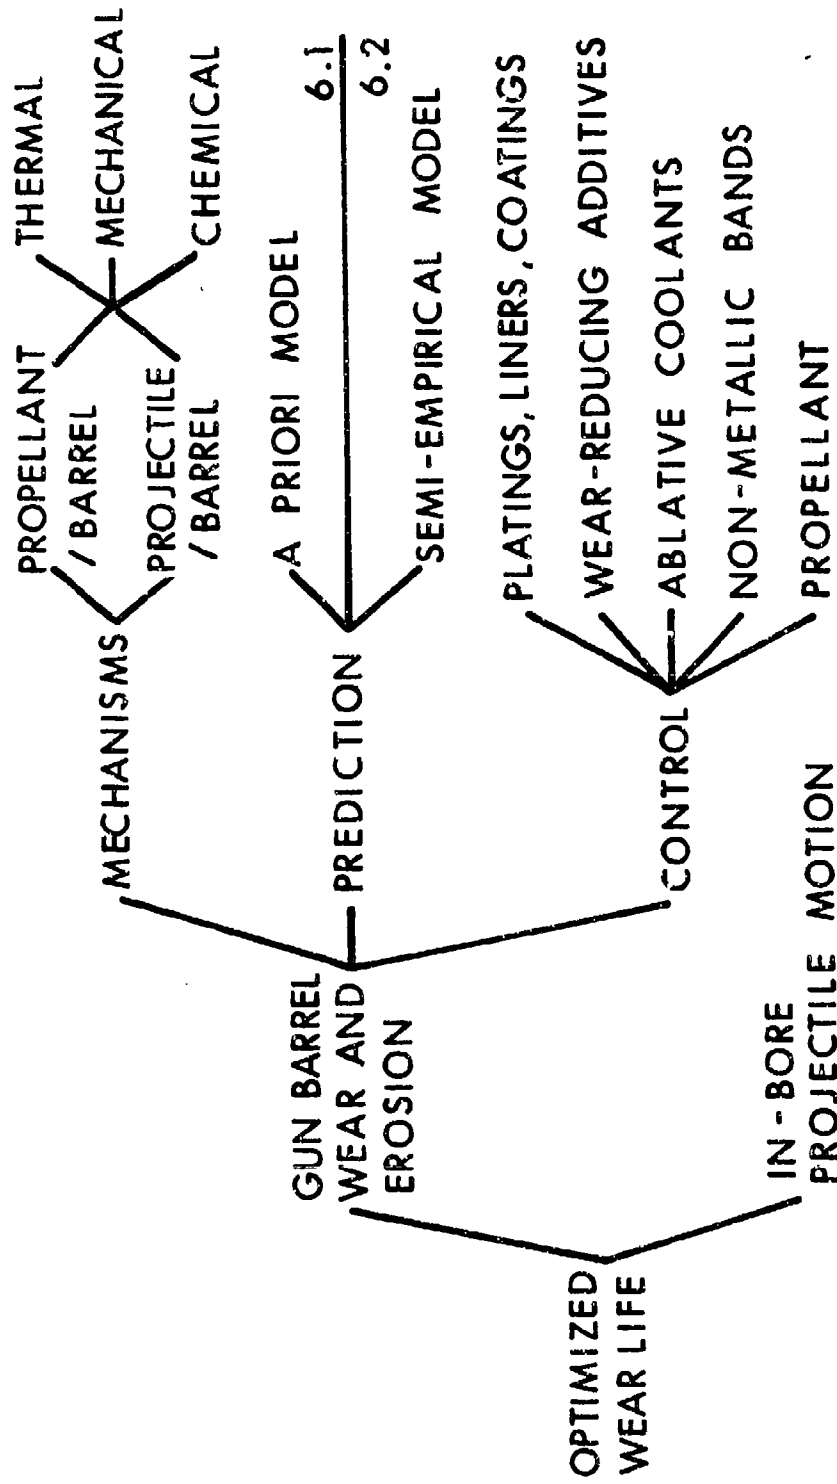 OPTIMIZED
WEAR LIFE
GUN BARREL
WEAR AND
EROSION
IN-BORE
PROJECTILE MOTION
MECHANISMS
PREDICTION
CONTROL
PROPELLANT
/BARREL
PROJECTILE
/BARREL
THERMAL
MECHANICAL
CHEMICAL
A PRIORI MODEL
6.1
6.2
SEMI-EMPIRICAL MODEL
PLATINGS, LINERS, COATINGS
WEAR-REDUCING ADDITIVES
ABLATIVE COOLANTS
NON-METALLIC BANDS
PROPELLANT